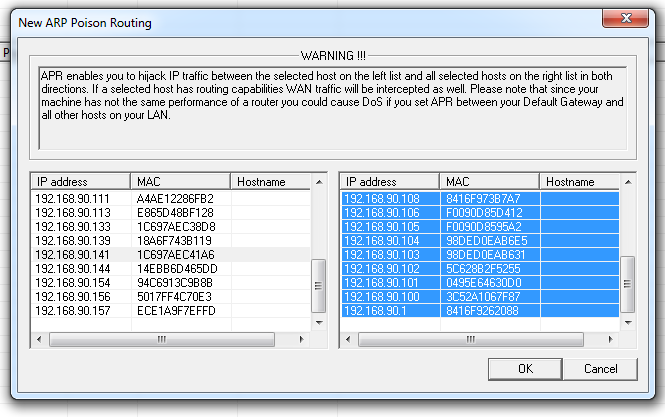 New ARP Poison Routing
P
WARNING !!!
APR enables you to hijack IP traffic between the selected host on the left list and all selected hosts on the right list in both
directions. If a selected host has routing capabilities WAN traffic will be intercepted as well. Please note that since your
machine has not the same performance of a router you could cause DoS if you set APR between your Default Gateway and
all other hosts on your LAN.
IP address MAC Hostname
192.168.90.111 A4AE12286FB2
192.168.90.113 E865D48BF128
192.168.90.133 1C697AEC38D8
192.168.90.139 18A6F743B119
192.168.90.141 1C697AEC41A6
192.168.90.144 14EBB6D465DD
192.168.90.154 94C6913C9B8B
192.168.90.156 5017FF4C70E3
192.168.90.157 ECE1A9F7EFFD
IP address MAC Hostname
192.168.90.108 8416F973B7A7
192.168.90.106 F0090D85D412
192.168.90.105 F0090D8595A2
192.168.90.104 98DED0EAB6E5
192.168.90.103 98DED0EAB631
192.168.90.102 5C628B2F5255
192.168.90.101 0495E64630D0
192.168.90.100 3C52A1067F87
192.168.90.1 8416F9262088
OK
Cancel